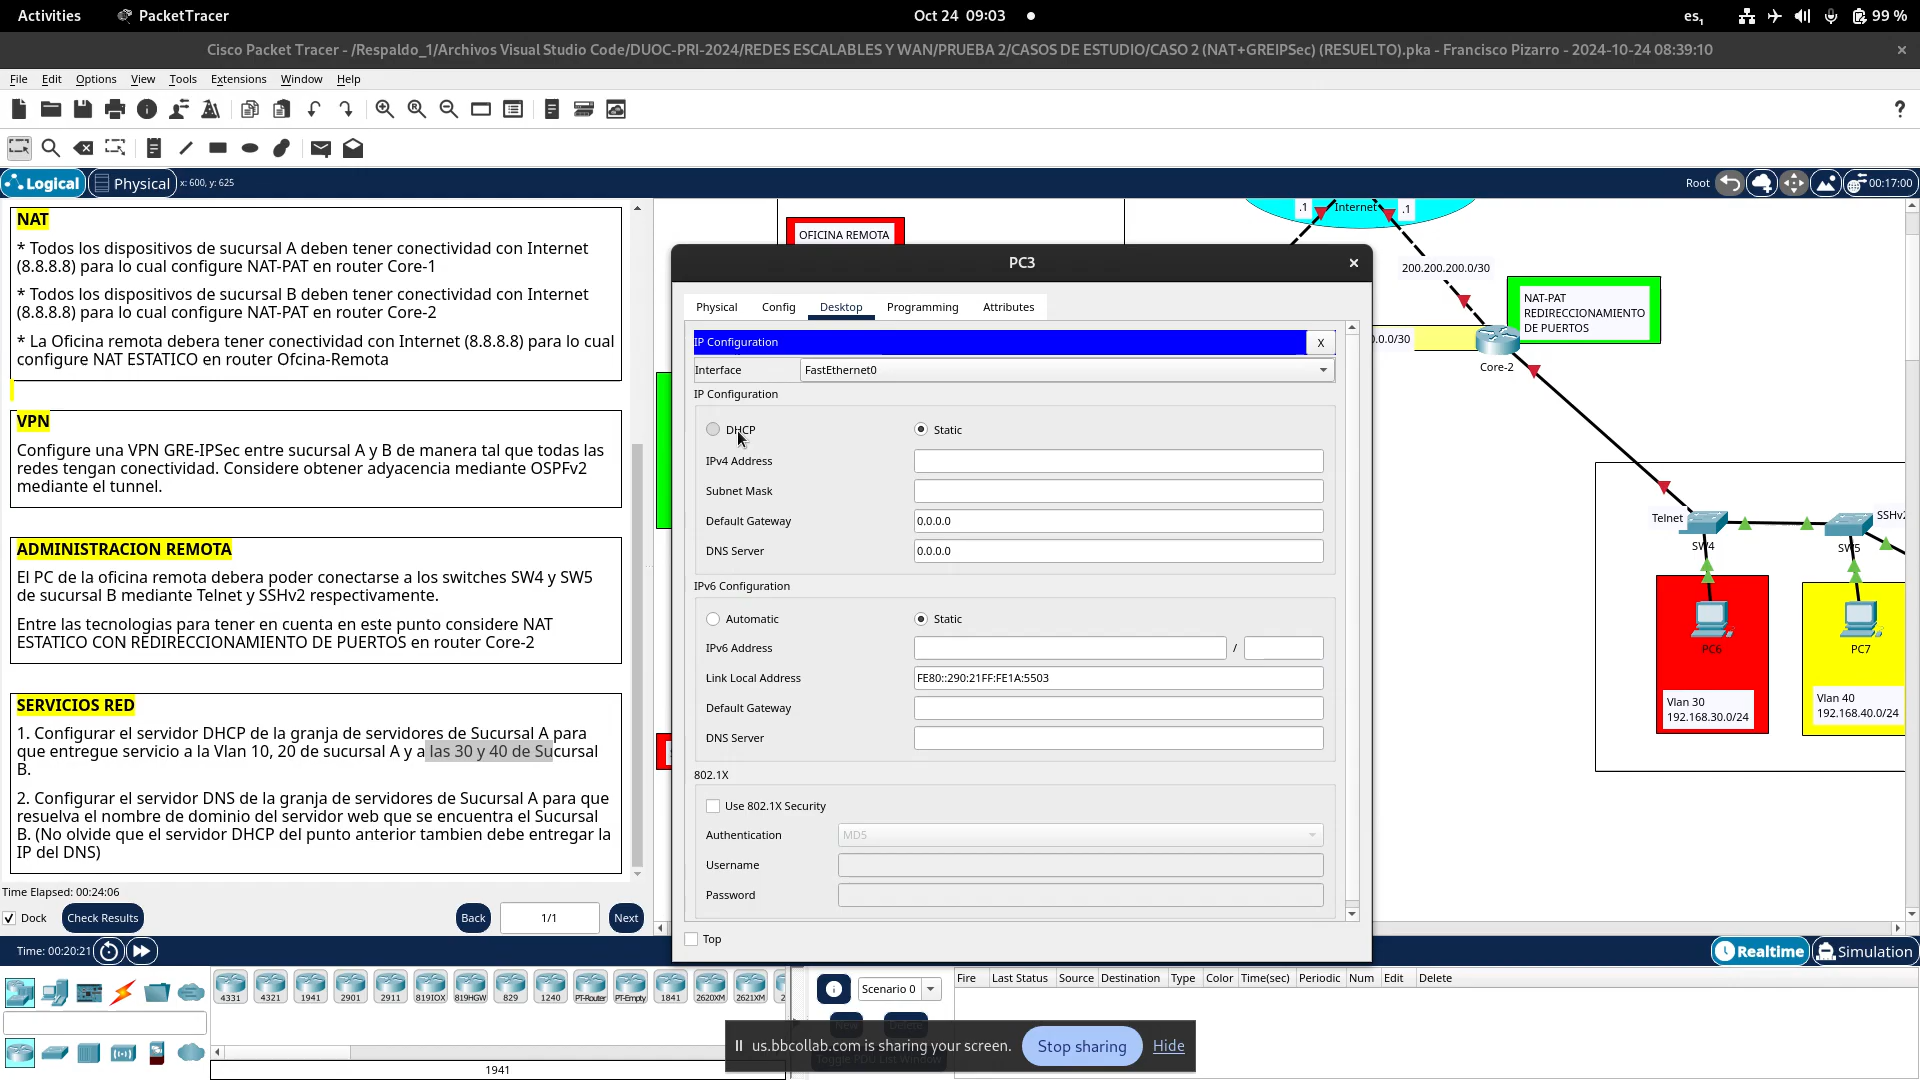 Activities
PacketTracer
Oct 24 09:03
es1
99 %
Cisco Packet Tracer - /Respaldo_1/Archivos Visual Studio Code/DUOC-PRI-2024/REDES ESCALABLES Y WAN/PRUEBA 2/CASOS DE ESTUDIO/CASO 2 (NAT+GREIPSec) (RESUELTO).pka - Francisco Pizarro - 2024-10-24 08:39:10
File Edit Options View Tools Extensions Window Help
Logical
Physical
x: 600, y: 625
Root
00:17:00
NAT
* Todos los dispositivos de sucursal A deben tener conectividad con Internet
(8.8.8.8) para lo cual configure NAT-PAT en router Core-1
* Todos los dispositivos de sucursal B deben tener conectividad con Internet
(8.8.8.8) para lo cual configure NAT-PAT en router Core-2
* La Oficina remota debera tener conectividad con Internet (8.8.8.8) para lo cual
configure NAT ESTATICO en router Ofcina-Remota
VPN
Configure una VPN GRE-IPSec entre sucursal A y B de manera tal que todas las
redes tengan conectividad. Considere obtener adyacencia mediante OSPFv2
mediante el tunnel.
ADMINISTRACION REMOTA
El PC de la oficina remota debera poder conectarse a los switches SW4 y SW5
de sucursal B mediante Telnet y SSHv2 respectivamente.
Entre las tecnologias para tener en cuenta en este punto considere NAT
ESTATICO CON REDIRECCIONAMIENTO DE PUERTOS en router Core-2
SERVICIOS RED
1. Configurar el servidor DHCP de la granja de servidores de Sucursal A para
que entregue servicio a la Vlan 10, 20 de sucursal A y a las 30 y 40 de Sucursal
B.
2. Configurar el servidor DNS de la granja de servidores de Sucursal A para que
resuelva el nombre de dominio del servidor web que se encuentra el Sucursal
B. (No olvide que el servidor DHCP del punto anterior tambien debe entregar la
IP del DNS)
Time Elapsed: 00:24:06
Dock
Check Results
Back
1/1
Next
OFICINA REMOTA
.1
Internet
.1
200.200.200.0/30
NAT-PAT
REDIRECCIONAMIENTO
DE PUERTOS
0.0.0/30
Core-2
Telnet
SW4
SSHv2
SW5
PC6
Vlan 30
192.168.30.0/24
PC7
Vlan 40
192.168.40.0/24
PC3
Physical
Config
Desktop
Programming
Attributes
IP Configuration
X
Interface
FastEthernet0
IP Configuration
DHCP
Static
IPv4 Address
Subnet Mask
Default Gateway
0.0.0.0
DNS Server
0.0.0.0
IPv6 Configuration
Automatic
Static
IPv6 Address
/
Link Local Address
FE80::290:21FF:FE1A:5503
Default Gateway
DNS Server
802.1X
Use 802.1X Security
Authentication
MD5
Username
Password
Top
Time: 00:20:21
Realtime
Simulation
4331
4321
1941
2901
2911
819IOX
819HGW
829
1240
PT-Router
PT-Empty
1841
2620XM
2621XM
1941
Scenario 0
New
Delete
Toggle PDU List Window
Fire
Last Status
Source
Destination
Type
Color
Time(sec)
Periodic
Num
Edit
Delete
us.bbcollab.com is sharing your screen.
Stop sharing
Hide